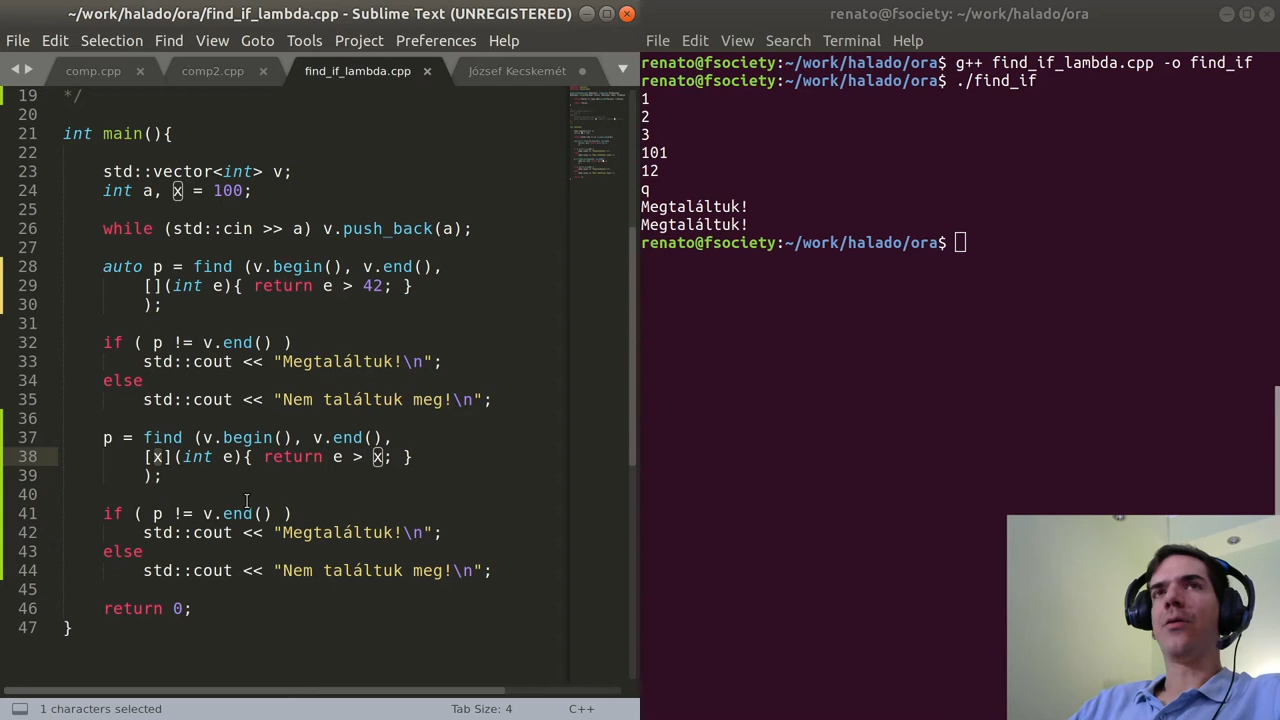 ~/work/halado/ora/find_if_lambda.cpp - Sublime Text (UNREGISTERED)
File Edit Selection Find View Goto Tools Project Preferences Help
comp.cpp comp2.cpp find_if_lambda.cpp József Kecskemét
19 */
20
21 int main(){
22
23 std::vector<int> v;
24 int a, x = 100;
25
26 while (std::cin >> a) v.push_back(a);
27
28 auto p = find (v.begin(), v.end(),
29 [](int e){ return e > 42; }
30 );
31
32 if ( p != v.end() )
33 std::cout << "Megtaláltuk!\n";
34 else
35 std::cout << "Nem találtuk meg!\n";
36
37 p = find (v.begin(), v.end(),
38 [x](int e){ return e > x; }
39 );
40
41 if ( p != v.end() )
42 std::cout << "Megtaláltuk!\n";
43 else
44 std::cout << "Nem találtuk meg!\n";
45
46 return 0;
47 }
1 characters selected Tab Size: 4 C++
renato@fsociety: ~/work/halado/ora
File Edit View Search Terminal Help
renato@fsociety:~/work/halado/ora$ g++ find_if_lambda.cpp -o find_if
renato@fsociety:~/work/halado/ora$ ./find_if
1
2
3
101
12
q
Megtaláltuk!
Megtaláltuk!
renato@fsociety:~/work/halado/ora$